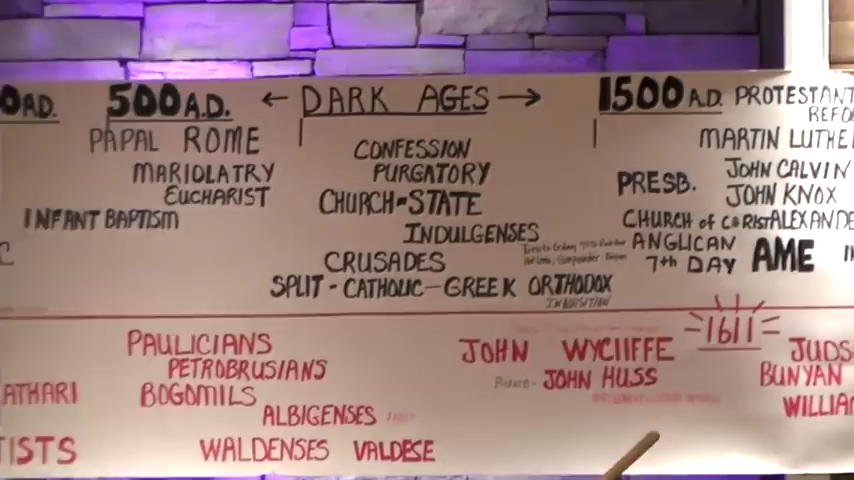 0 A.D. 500 A.D. ← DARK AGES → 1500 A.D. PROTESTANT
REFO
PAPAL ROME CONFESSION MARTIN LUTHE
MARIOLATRY PURGATORY PRESB. JOHN CALVIN
EUCHARIST CHURCH=STATE JOHN KNOX
INFANT BAPTISM CHURCH of CHRIST ALEXANDE
INDULGENSES ANGLICAN AME
C CRUSADES 7th DAY
SPLIT - CATHOLIC - GREEK ORTHODOX
INQUISITION
1611
PAULICIANS JOHN WYCIIFFE JUDS
PETROBRUSIANS JOHN HUSS BUNYAN
ATHARI BOGOMILS WILLIA
ALBIGENSES
TISTS WALDENSES VALDESE